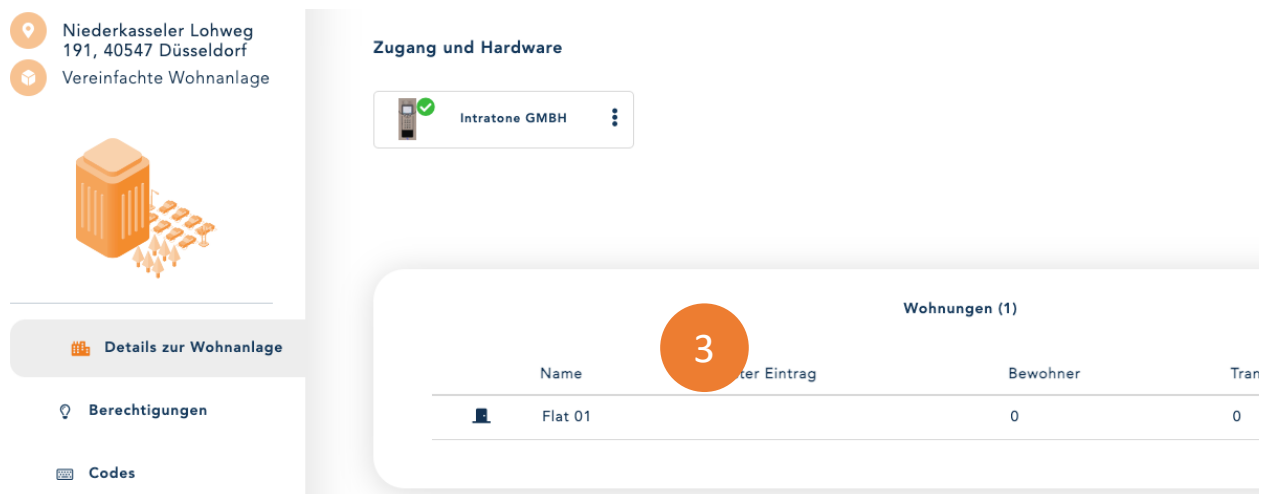 Niederkasseler Lohweg
191, 40547 Düsseldorf
Vereinfachte Wohnanlage
Details zur Wohnanlage
Berechtigungen
Codes
Zugang und Hardware
Intratone GMBH
Wohnungen (1)
3
Name Eintrag Bewohner
Flat 01 0 0